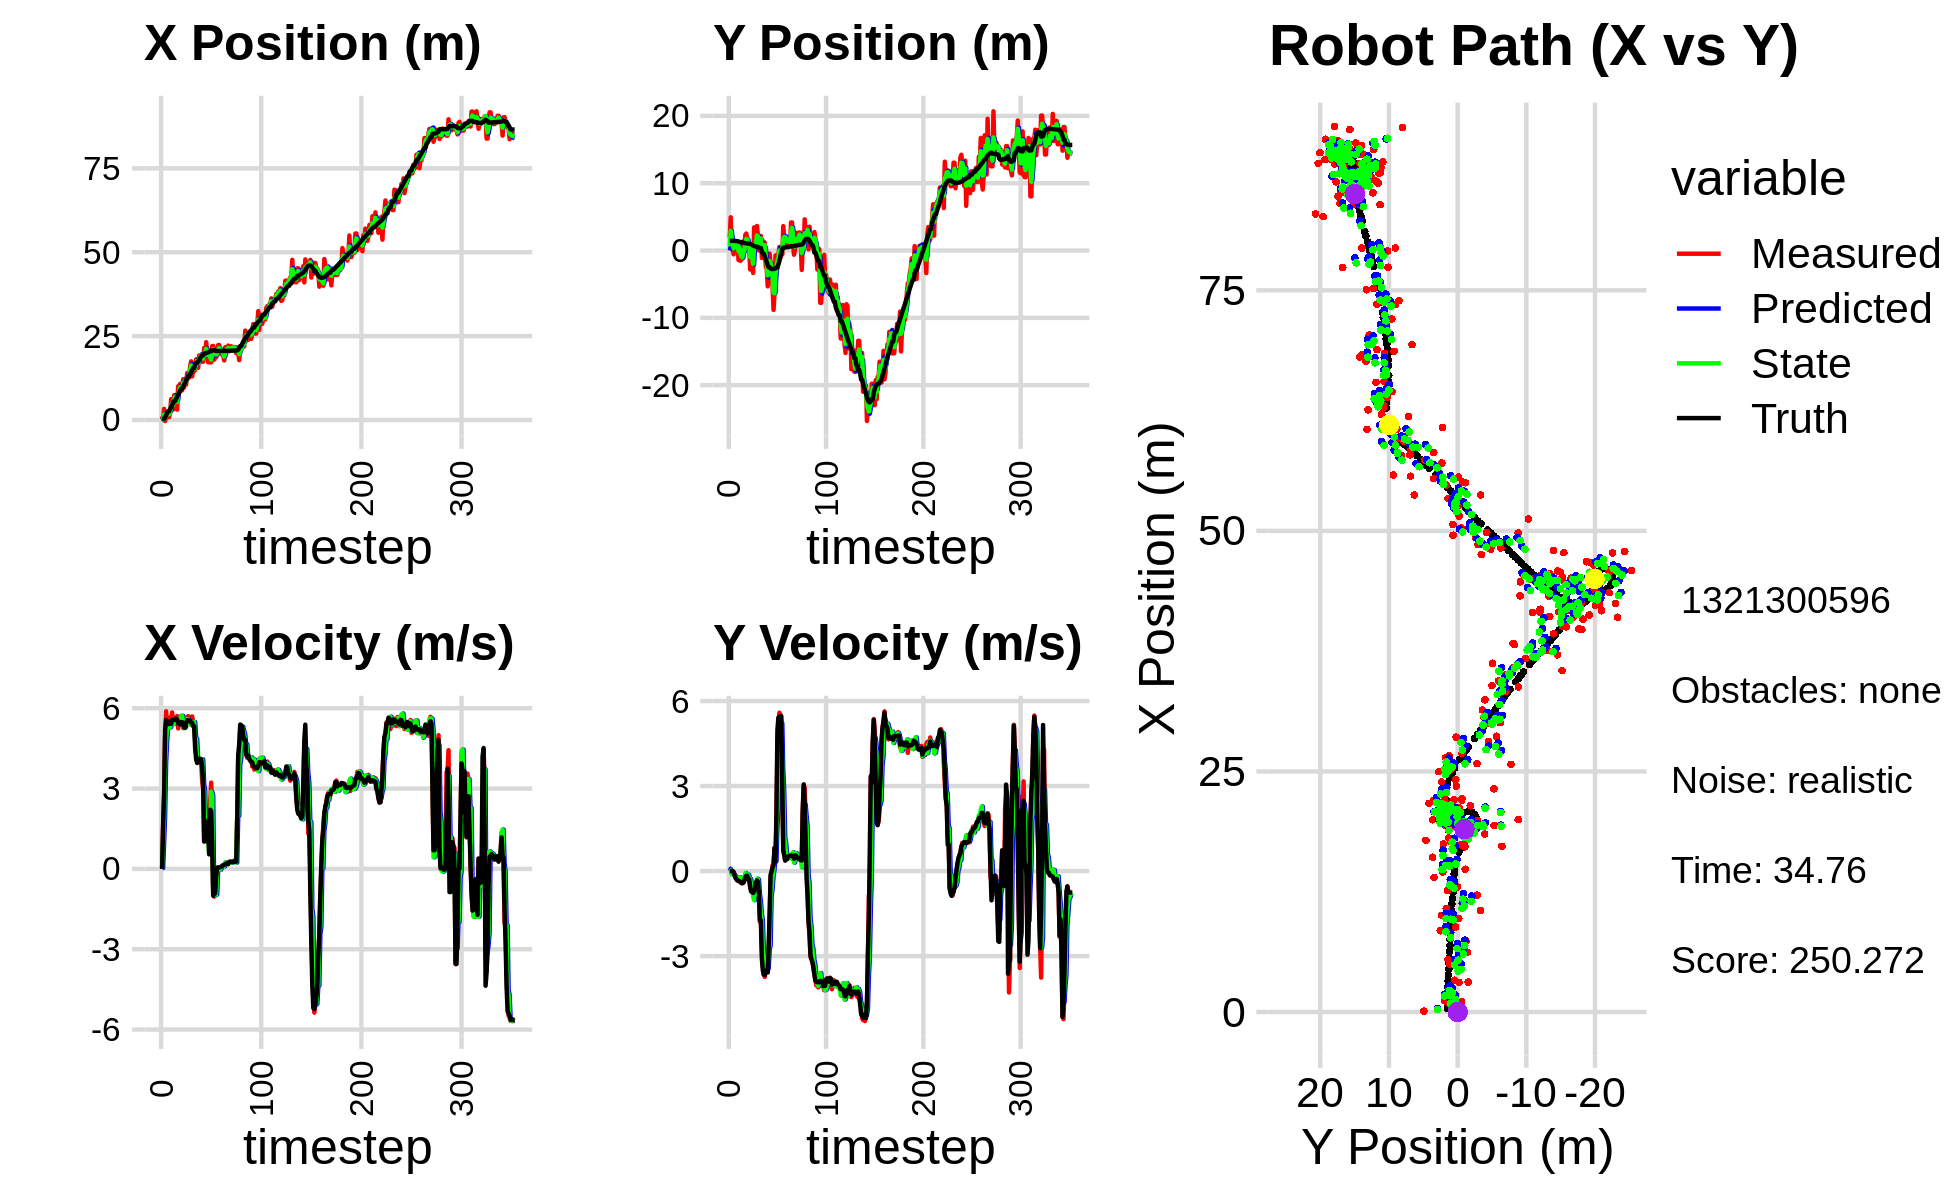 X Position (m)
75
50
25
0
0
100
200
300
timestep
Y Position (m)
20
10
0
-10
-20
0
100
200
300
timestep
X Velocity (m/s)
6
3
0
-3
-6
0
100
200
300
timestep
Y Velocity (m/s)
6
3
0
-3
0
100
200
300
timestep
Robot Path (X vs Y)
X Position (m)
75
50
25
0
20 10 0 -10 -20
Y Position (m)
variable
Measured
Predicted
State
Truth
1321300596
Obstacles: none
Noise: realistic
Time: 34.76
Score: 250.272